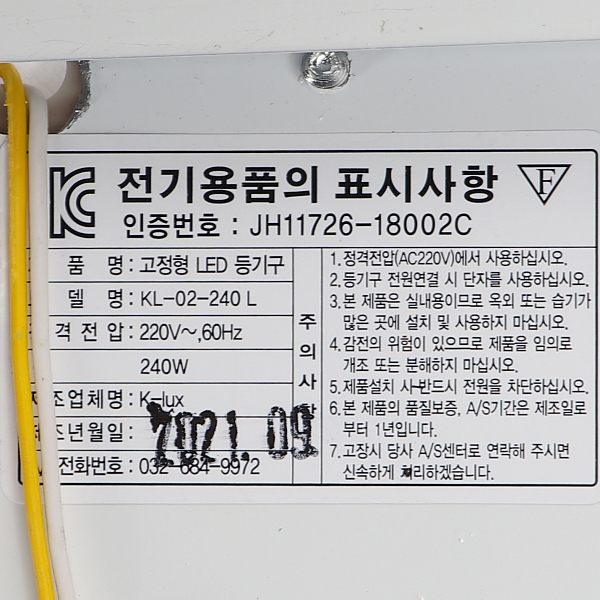 KC 전기용품의 표시사항 F
인증번호 : JH11726-18002C
품 명 : 고정형 LED 등기구
델 명 : KL-02-240 L
격 전 압 : 220V~,60Hz
240W
제조업체명 : K-lux
제조년월일 : 2021. 09
전화번호 : 032-684-9972
주의사항
1.정격전압(AC220V)에서 사용하십시오.
2.등기구 전원연결 시 단자를 사용하십시오.
3.본 제품은 실내용이므로 옥외 또는 습기가
많은 곳에 설치 및 사용하지 마십시오.
4.감전의 위험이 있으므로 제품을 임의로
개조 또는 분해하지 마십시오.
5.제품설치 시-반드시 전원을 차단하십시오.
6.본 제품의 품질보증, A/S기간은 제조일로
부터 1년입니다.
7.고장시 당사 A/S센터로 연락해 주시면
신속하게 처리하겠습니다.